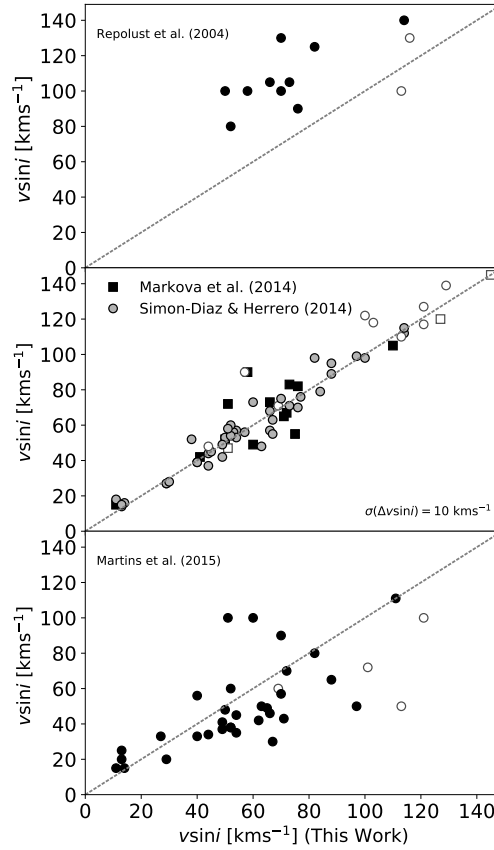 140
Repolust et al. (2004)
120
100
80
60
40
20
0
vsini [kms⁻¹]
140
Markova et al. (2014)
Simon-Diaz & Herrero (2014)
120
100
80
60
40
20
0
vsini [kms⁻¹]
σ(Δvsini) = 10 kms⁻¹
140
Martins et al. (2015)
120
100
80
60
40
20
0
vsini [kms⁻¹]
0 20 40 60 80 100 120 140
vsini [kms⁻¹] (This Work)